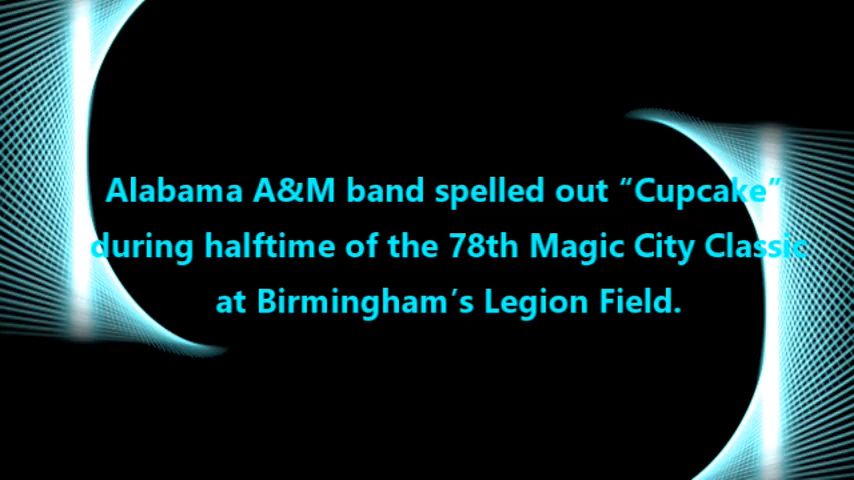 Alabama A&M band spelled out “Cupcake”
during halftime of the 78th Magic City Classic
at Birmingham’s Legion Field.